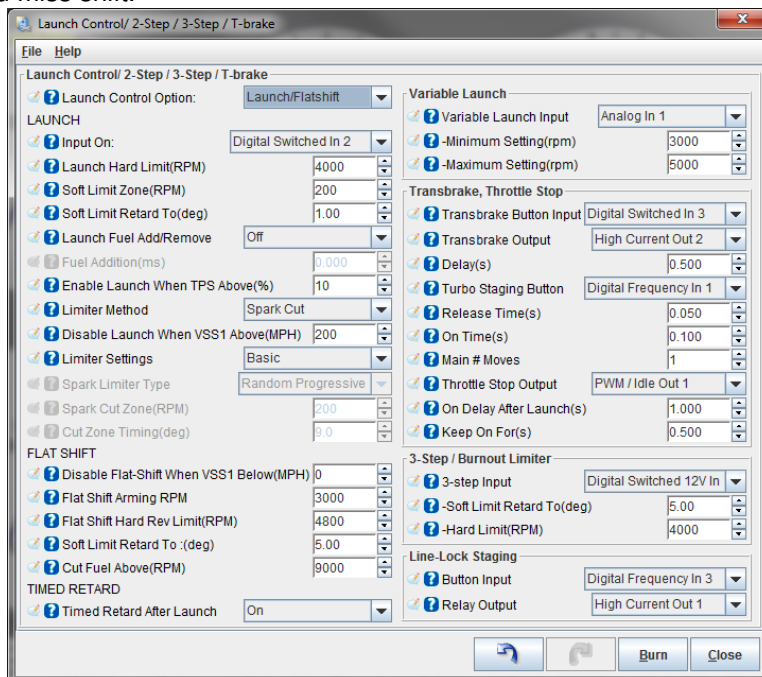 a miss shift.
Launch Control/ 2-Step / 3-Step / T-brake
File Help
Launch Control/ 2-Step / 3-Step / T-brake
Launch Control Option: Launch/Flatshift
LAUNCH
Input On: Digital Switched In 2
Launch Hard Limit(RPM) 4000
Soft Limit Zone(RPM) 200
Soft Limit Retard To(deg) 1.00
Launch Fuel Add/Remove Off
Fuel Addition(ms) 0.000
Enable Launch When TPS Above(%) 10
Limiter Method Spark Cut
Disable Launch When VSS1 Above(MPH) 200
Limiter Settings Basic
Spark Limiter Type Random Progressive
Spark Cut Zone(RPM) 200
Cut Zone Timing(deg) 9.0
FLAT SHIFT
Disable Flat-Shift When VSS1 Below(MPH) 0
Flat Shift Arming RPM 3000
Flat Shift Hard Rev Limit(RPM) 4800
Soft Limit Retard To :(deg) 5.00
Cut Fuel Above(RPM) 9000
TIMED RETARD
Timed Retard After Launch On
Variable Launch
Variable Launch Input Analog In 1
-Minimum Setting(rpm) 3000
-Maximum Setting(rpm) 5000
Transbrake, Throttle Stop
Transbrake Button Input Digital Switched In 3
Transbrake Output High Current Out 2
Delay(s) 0.500
Turbo Staging Button Digital Frequency In 1
Release Time(s) 0.050
On Time(s) 0.100
Main # Moves 1
Throttle Stop Output PWM / Idle Out 1
On Delay After Launch(s) 1.000
Keep On For(s) 0.500
3-Step / Burnout Limiter
3-step Input Digital Switched 12V In
-Soft Limit Retard To(deg) 5.00
-Hard Limit(RPM) 4000
Line-Lock Staging
Button Input Digital Frequency In 3
Relay Output High Current Out 1
Burn Close